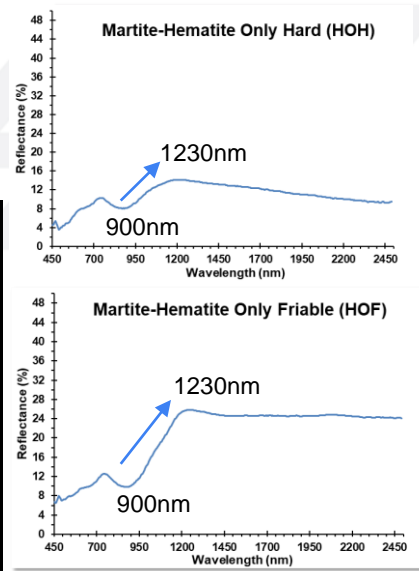 Martite-Hematite Only Hard (HOH)
48
44
40
36
32
28
24
20
16
12
8
4
0
Reflectance (%)
1230nm
900nm
450 700 950 1200 1450 1700 1950 2200 2450
Wavelength (nm)
Martite-Hematite Only Friable (HOF)
48
44
40
36
32
28
24
20
16
12
8
4
0
Reflectance (%)
1230nm
900nm
450 700 950 1200 1450 1700 1950 2200 2450
Wavelength (nm)